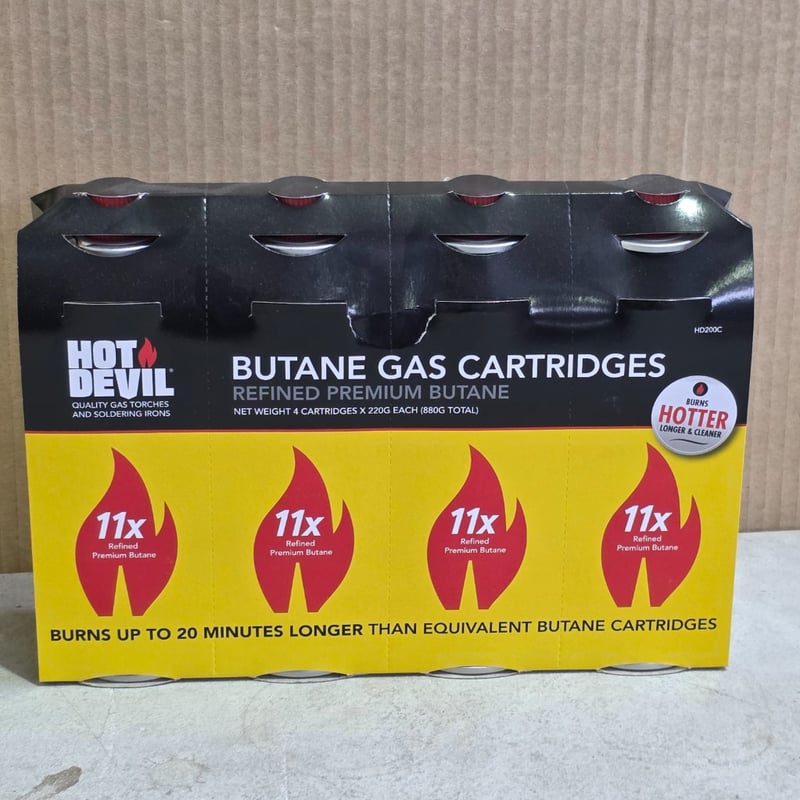 HD200C
HOT
DEVIL®
QUALITY GAS TORCHES
AND SOLDERING IRONS
BUTANE GAS CARTRIDGES
REFINED PREMIUM BUTANE
NET WEIGHT 4 CARTRIDGES X 220G EACH (880G TOTAL)
BURNS
HOTTER
LONGER & CLEANER
11x
Refined
Premium Butane
11x
Refined
Premium Butane
11x
Refined
Premium Butane
11x
Refined
Premium Butane
BURNS UP TO 20 MINUTES LONGER THAN EQUIVALENT BUTANE CARTRIDGES